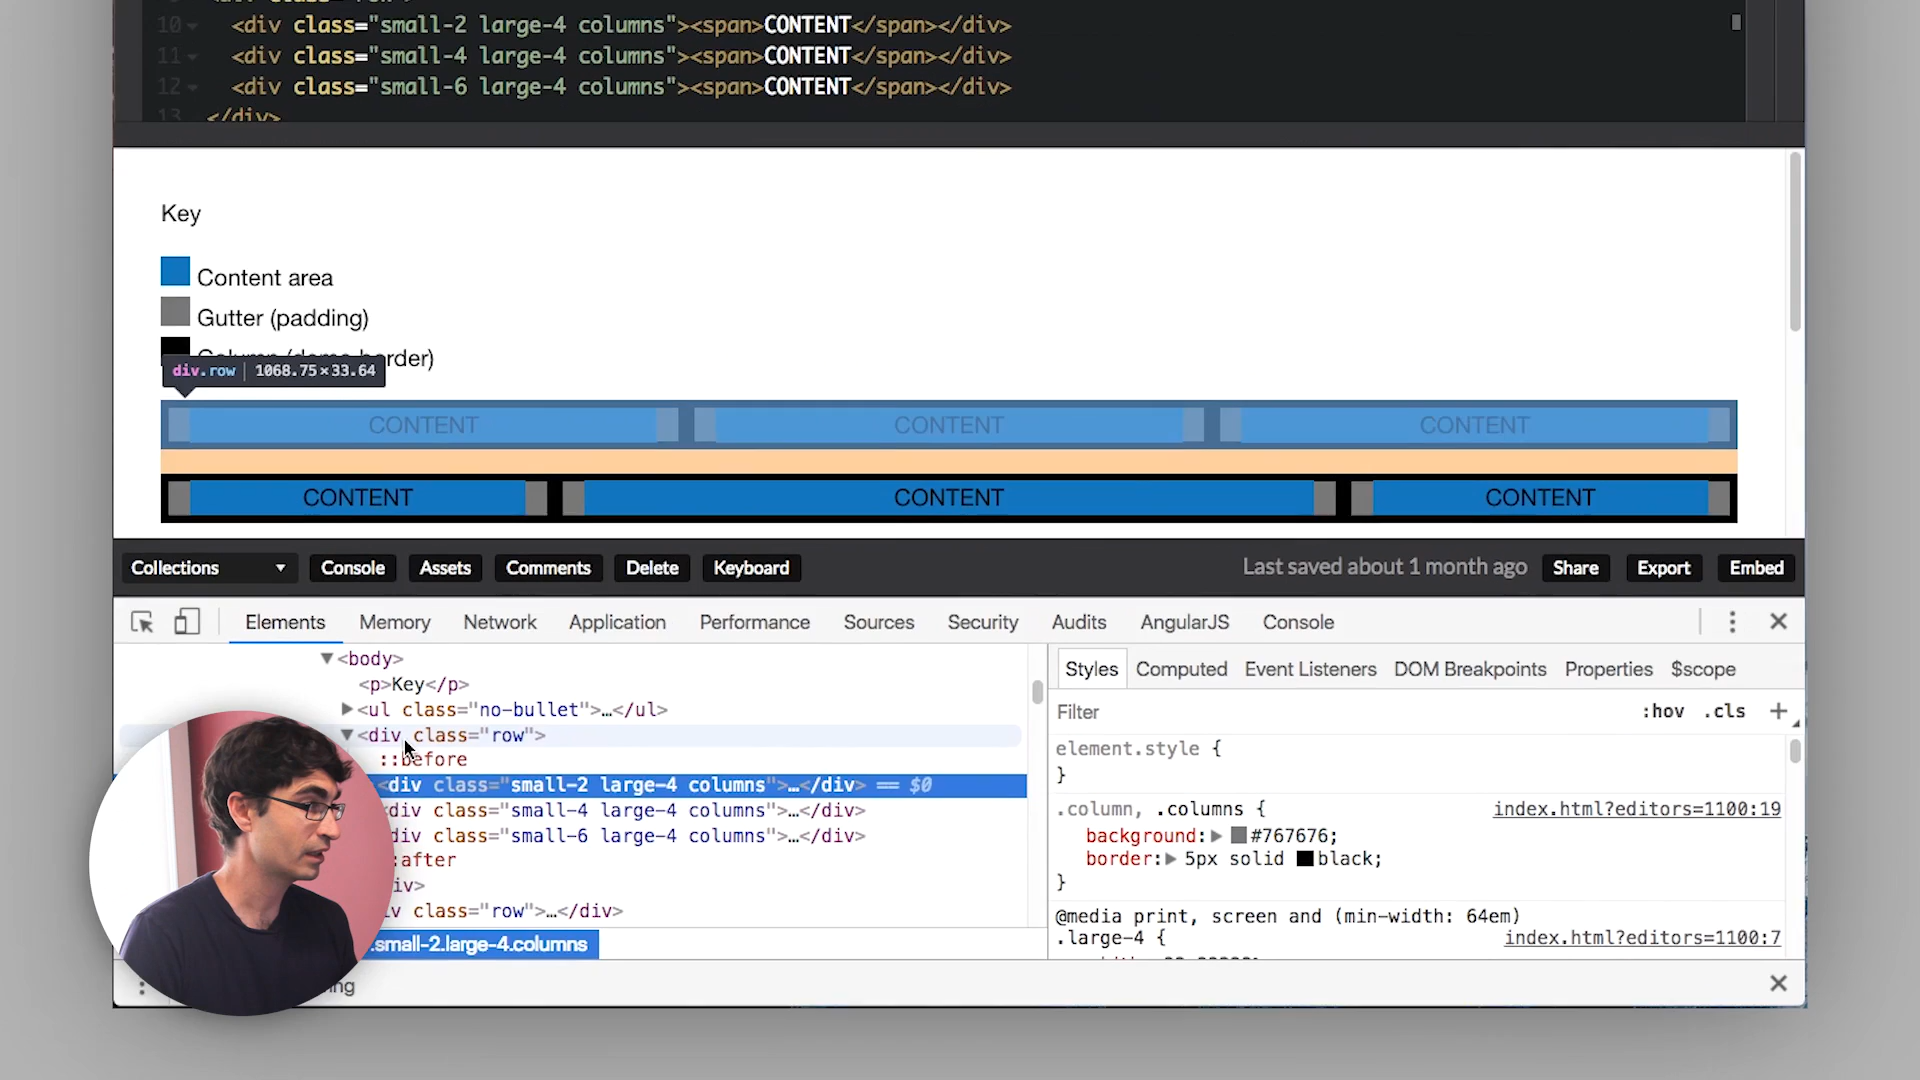 10 <div class="small-2 large-4 columns"><span>CONTENT</span></div>
11 <div class="small-4 large-4 columns"><span>CONTENT</span></div>
12 <div class="small-6 large-4 columns"><span>CONTENT</span></div>
13 </div>
Key
Content area
Gutter (padding)
Column (demo border)
div.row | 1068.75×33.64
CONTENT CONTENT CONTENT
CONTENT CONTENT CONTENT
Collections Console Assets Comments Delete Keyboard Last saved about 1 month ago Share Export Embed
Elements Memory Network Application Performance Sources Security Audits AngularJS Console
<body>
<p>Key</p>
<ul class="no-bullet">…</ul>
<div class="row">
::before
<div class="small-2 large-4 columns">…</div> == $0
div class="small-4 large-4 columns">…</div>
div class="small-6 large-4 columns">…</div>
:after
iv>
v class="row">…</div>
.small-2.large-4.columns
Styles Computed Event Listeners DOM Breakpoints Properties $scope
Filter :hov .cls +
element.style {
}
.column, .columns { index.html?editors=1100:19
background: #767676;
border: 5px solid black;
}
@media print, screen and (min-width: 64em)
.large-4 { index.html?editors=1100:7